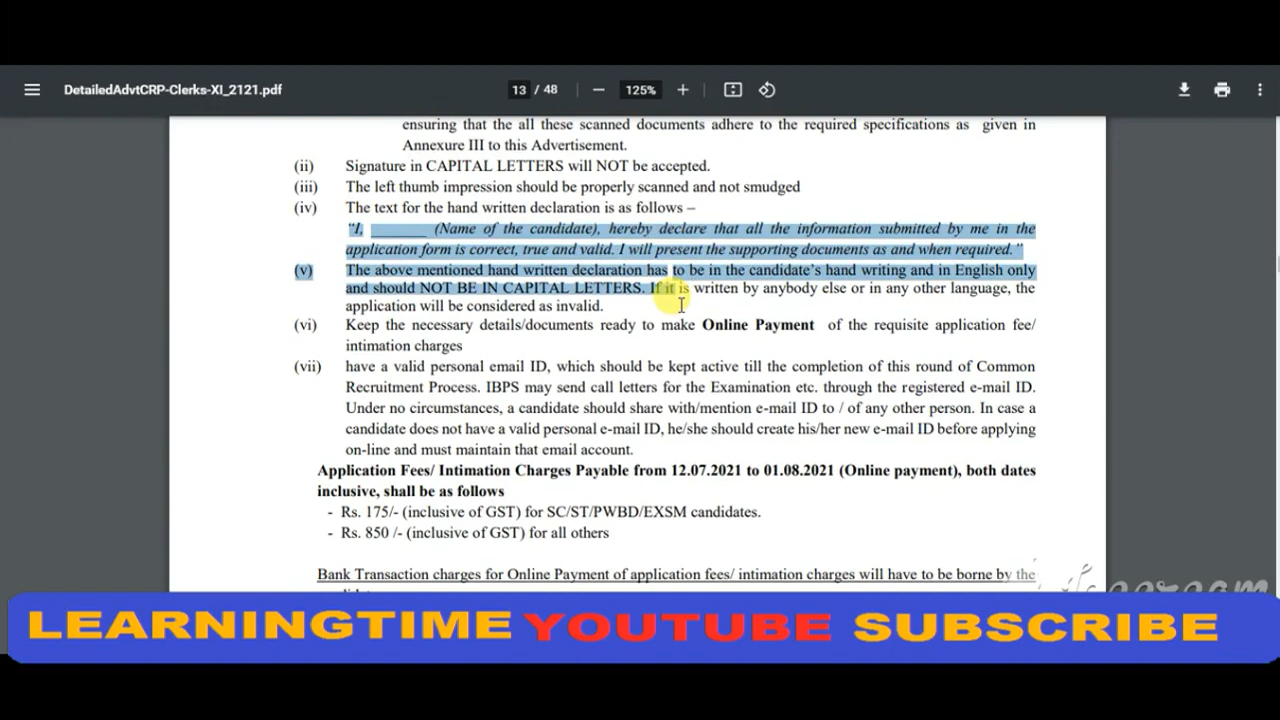 DetailedAdvtCRP-Clerks-XI_2121.pdf
13 / 48
125%
ensuring that the all these scanned documents adhere to the required specifications as given in
Annexure III to this Advertisement.
(ii) Signature in CAPITAL LETTERS will NOT be accepted.
(iii) The left thumb impression should be properly scanned and not smudged
(iv) The text for the hand written declaration is as follows –
"I, _______ (Name of the candidate), hereby declare that all the information submitted by me in the
application form is correct, true and valid. I will present the supporting documents as and when required."
(v) The above mentioned hand written declaration has to be in the candidate's hand writing and in English only
and should NOT BE IN CAPITAL LETTERS. If it is written by anybody else or in any other language, the
application will be considered as invalid.
(vi) Keep the necessary details/documents ready to make Online Payment of the requisite application fee/
intimation charges
(vii) have a valid personal email ID, which should be kept active till the completion of this round of Common
Recruitment Process. IBPS may send call letters for the Examination etc. through the registered e-mail ID.
Under no circumstances, a candidate should share with/mention e-mail ID to / of any other person. In case a
candidate does not have a valid personal e-mail ID, he/she should create his/her new e-mail ID before applying
on-line and must maintain that email account.
Application Fees/ Intimation Charges Payable from 12.07.2021 to 01.08.2021 (Online payment), both dates
inclusive, shall be as follows
- Rs. 175/- (inclusive of GST) for SC/ST/PWBD/EXSM candidates.
- Rs. 850 /- (inclusive of GST) for all others
Bank Transaction charges for Online Payment of application fees/ intimation charges will have to be borne by the
LEARNINGTIME YOUTUBE SUBSCRIBE